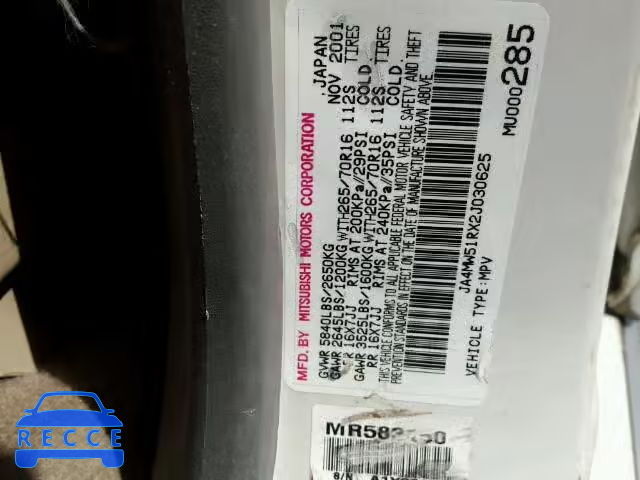 MFD. BY MITSUBISHI MOTORS CORPORATION JAPAN
GVWR 5840LBS/2650KG NOV 2001
GAWR 2645LBS/1200KG WITH265/70R16 112S TIRES
FR 16X7JJ RIMS AT 200KPA//29PSI COLD
GAWR 3525LBS/1600KG WITH265/70R16 112S TIRES
RR 16X7JJ RIMS AT 240KPA//35PSI COLD.
THIS VEHICLE CONFORMS TO ALL APPLICABLE FEDERAL MOTOR VEHICLE SAFETY AND THEFT
PREVENTION STANDARDS IN EFFECT ON THE DATE OF MANUFACTURE SHOWN ABOVE.
JA4MW51RX2J030625
VEHICLE TYPE:MPV MU000285
S/N
RECCE